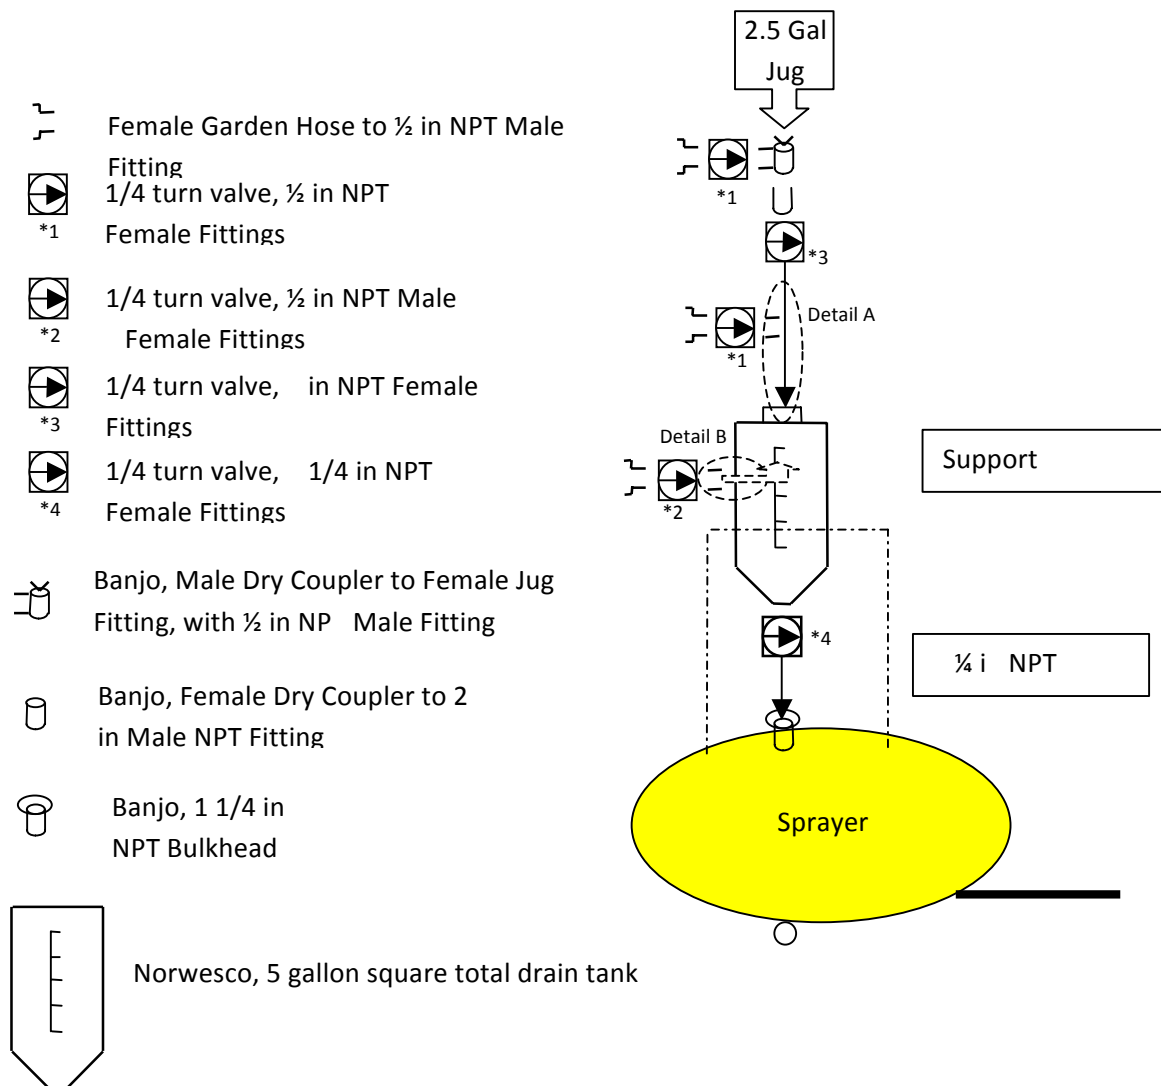 2.5 Gal
Jug
Female Garden Hose to ½ in NPT Male
Fitting
1/4 turn valve, ½ in NPT
*1
Female Fittings
1/4 turn valve, ½ in NPT Male
*2
Female Fittings
1/4 turn valve, in NPT Female
*3
Fittings
1/4 turn valve, 1/4 in NPT
*4
Female Fittings
Banjo, Male Dry Coupler to Female Jug
Fitting, with ½ in NP Male Fitting
Banjo, Female Dry Coupler to 2
in Male NPT Fitting
Banjo, 1 1/4 in
NPT Bulkhead
Norwesco, 5 gallon square total drain tank
*1
*3
Detail A
*1
Detail B
*2
Support
*4
¼ i NPT
Sprayer